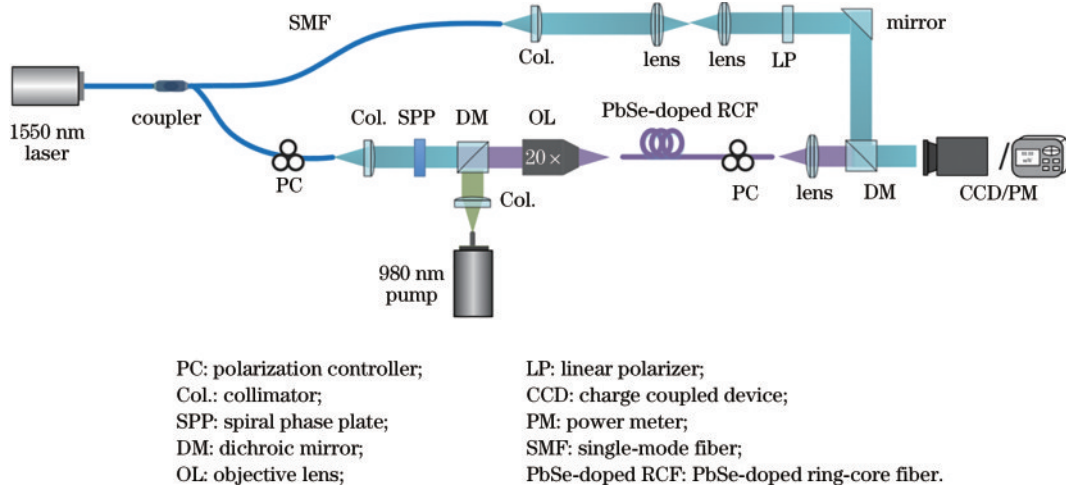 SMF
Col.
lens
lens
LP
mirror
1550 nm
laser
coupler
PC
Col.
SPP
DM
OL
20×
PbSe-doped RCF
PC
lens
DM
CCD/PM
Col.
980 nm
pump
PC: polarization controller;
Col.: collimator;
SPP: spiral phase plate;
DM: dichroic mirror;
OL: objective lens;
LP: linear polarizer;
CCD: charge coupled device;
PM: power meter;
SMF: single-mode fiber;
PbSe-doped RCF: PbSe-doped ring-core fiber.